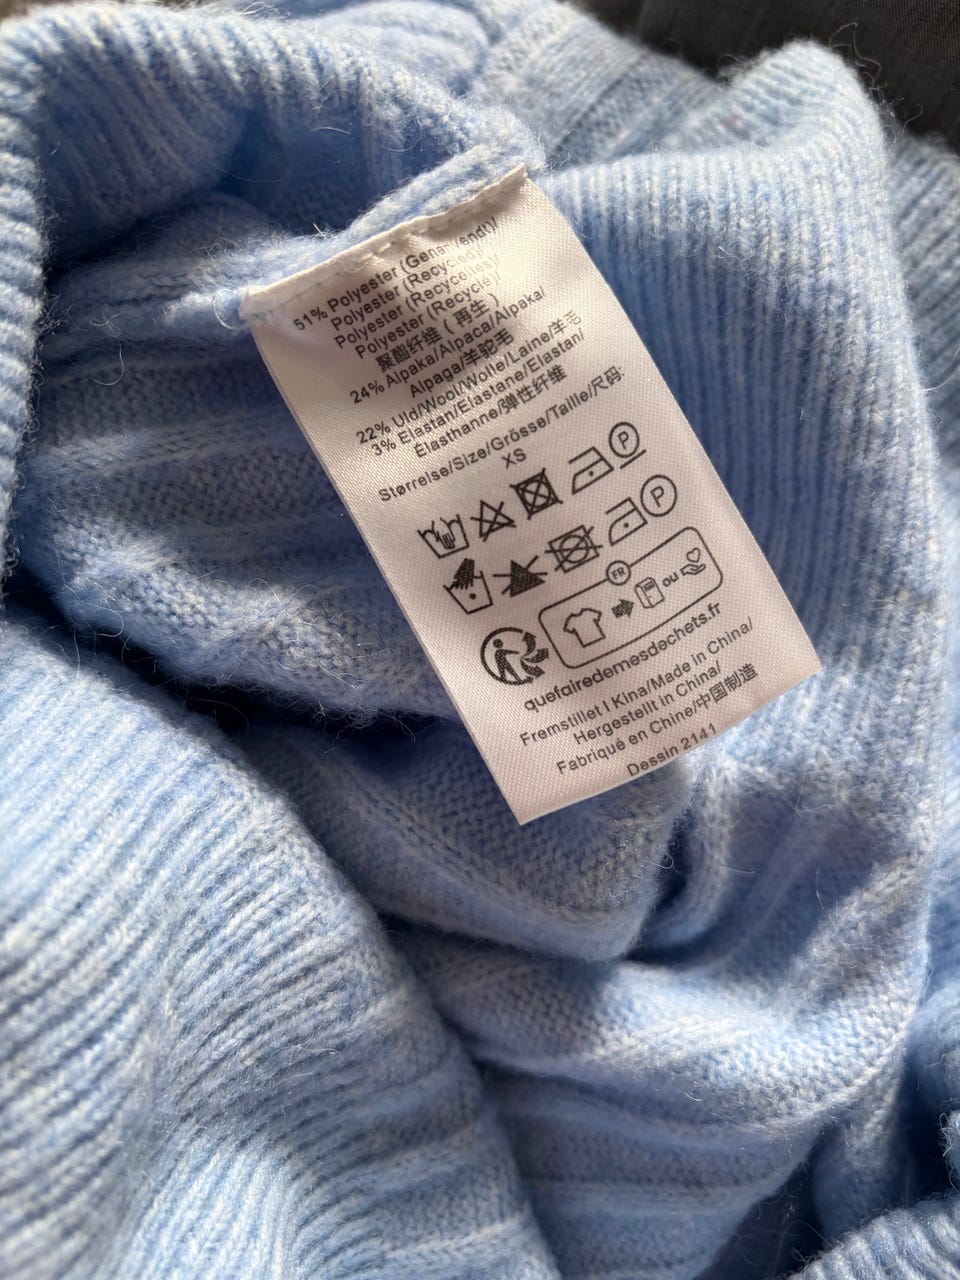 51% Polyester (Genanvendt)/
Polyester (Recycled)/
Polyester (Recyceltes)/
Polyester (Recyclé)/
聚酯纤维（再生）
24% Alpaka/Alpaca/Alpaka/
Alpaga/羊驼毛
22% Uld/Wool/Wolle/Laine/羊毛
3% Elastan/Elastane/Elastan/
Élasthanne/弹性纤维
Størrelse/Size/Grösse/Taille/尺码:
XS
P
P
FR
ou
quefairedemesdechets.fr
Fremstillet I Kina/Made in China/
Hergestellt in China/
Fabriqué en Chine/中国制造
Dessin 2141